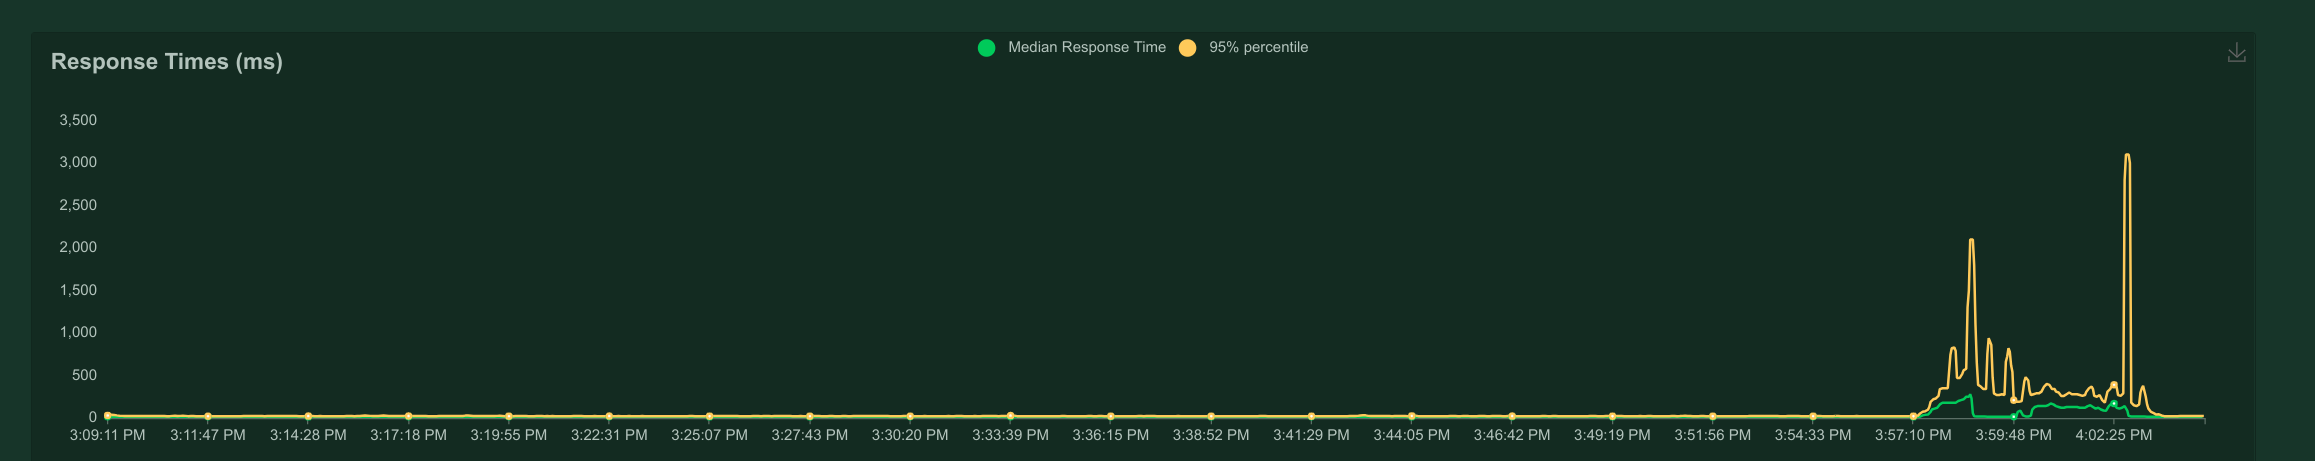 Response Times (ms)
Median Response Time
95% percentile
3,500
3,000
2,500
2,000
1,500
1,000
500
0
3:09:11 PM
3:11:47 PM
3:14:28 PM
3:17:18 PM
3:19:55 PM
3:22:31 PM
3:25:07 PM
3:27:43 PM
3:30:20 PM
3:33:39 PM
3:36:15 PM
3:38:52 PM
3:41:29 PM
3:44:05 PM
3:46:42 PM
3:49:19 PM
3:51:56 PM
3:54:33 PM
3:57:10 PM
3:59:48 PM
4:02:25 PM